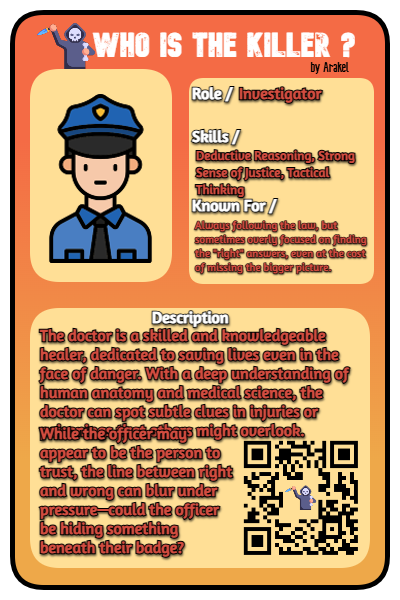 WHO IS THE KILLER ?
by Arakel
Role / Investigator
Skills /
Deductive Reasoning, Strong
Sense of Justice, Tactical
Thinking
Known For /
Always following the law, but
sometimes overly focused on finding
the "right" answers, even at the cost
of missing the bigger picture.
Description
The doctor is a skilled and knowledgeable
healer, dedicated to saving lives even in the
face of danger. With a deep understanding of
human anatomy and medical science, the
doctor can spot subtle clues in injuries or
might overlook.
While the officer may
appear to be the person to
trust, the line between right
and wrong can blur under
pressure—could the officer
be hiding something
beneath their badge?